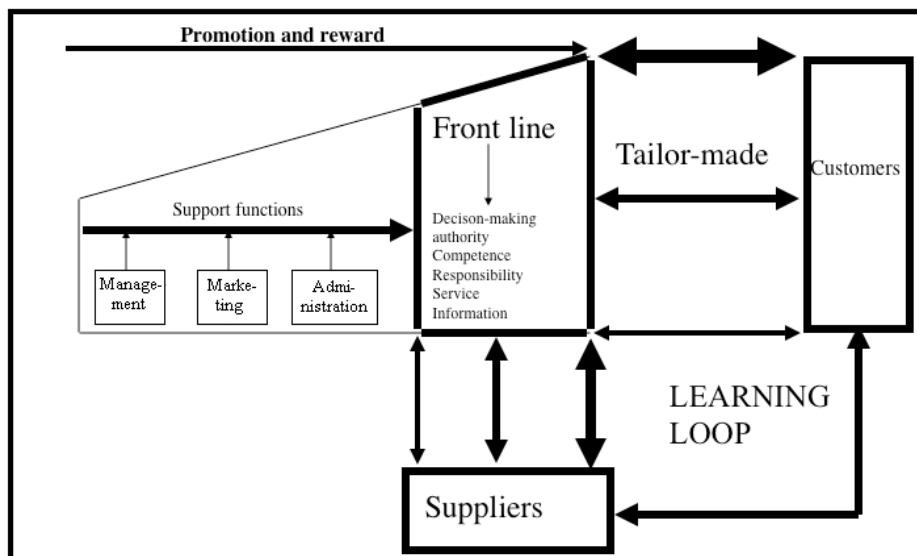 Promotion and reward
Front line
Tailor-made
Customers
Support functions
Decison-making
authority
Competence
Responsibility
Service
Information
Manage-
ment
Marke-
ting
Admi-
nistration
LEARNING
LOOP
Suppliers